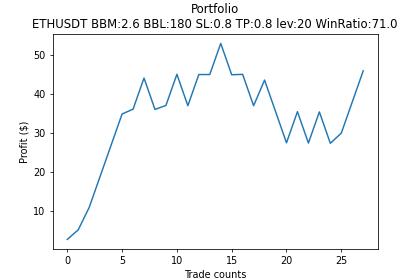 Portfolio
ETHUSDT BBM:2.6 BBL:180 SL:0.8 TP:0.8 lev:20 WinRatio:71.0
50
40
30
20
10
Profit ($)
0 5 10 15 20 25
Trade counts